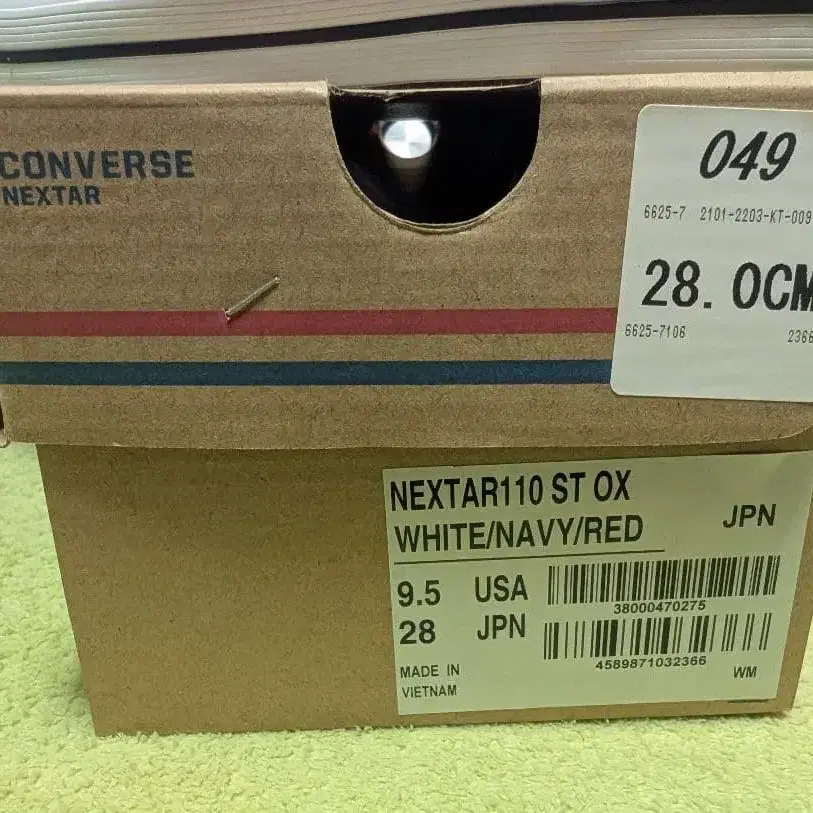 CONVERSE
NEXTAR
049
6625-7 2101-2203-KT-009
28.0CM
6625-7106 2366
NEXTAR110 ST OX
WHITE/NAVY/RED
JPN
9.5 USA
38000470275
28 JPN
4589871032366
MADE IN
VIETNAM
WM